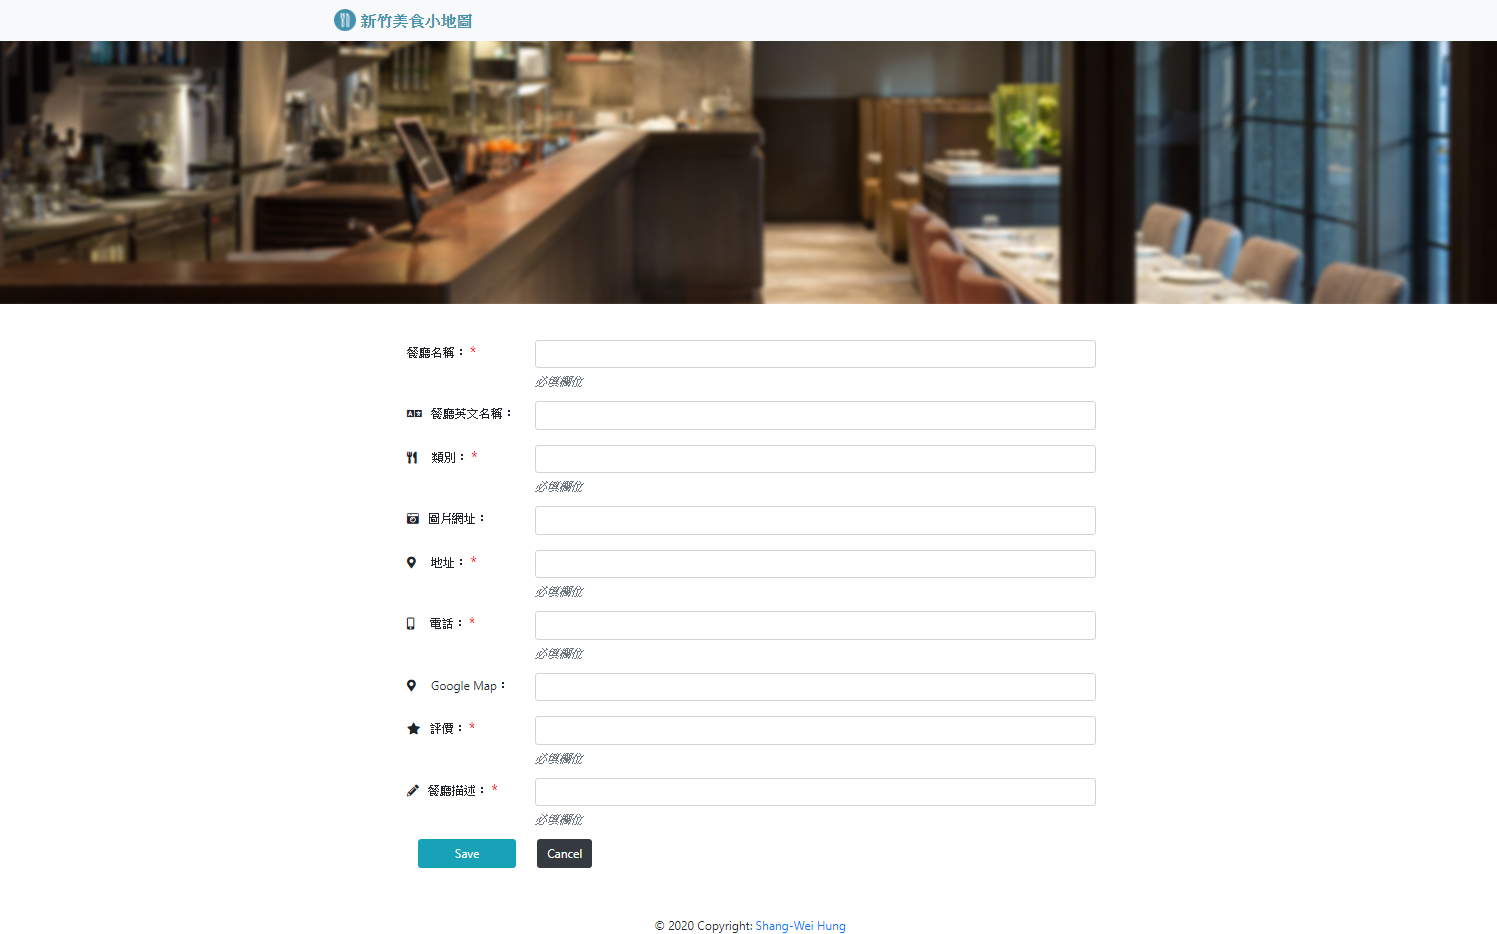 新竹美食小地圖
餐廳名稱： *
必填欄位
餐廳英文名稱：
類別： *
必填欄位
圖片網址：
地址： *
必填欄位
電話： *
必填欄位
Google Map：
評價： *
必填欄位
餐廳描述： *
必填欄位
Save Cancel
© 2020 Copyright: Shang-Wei Hung